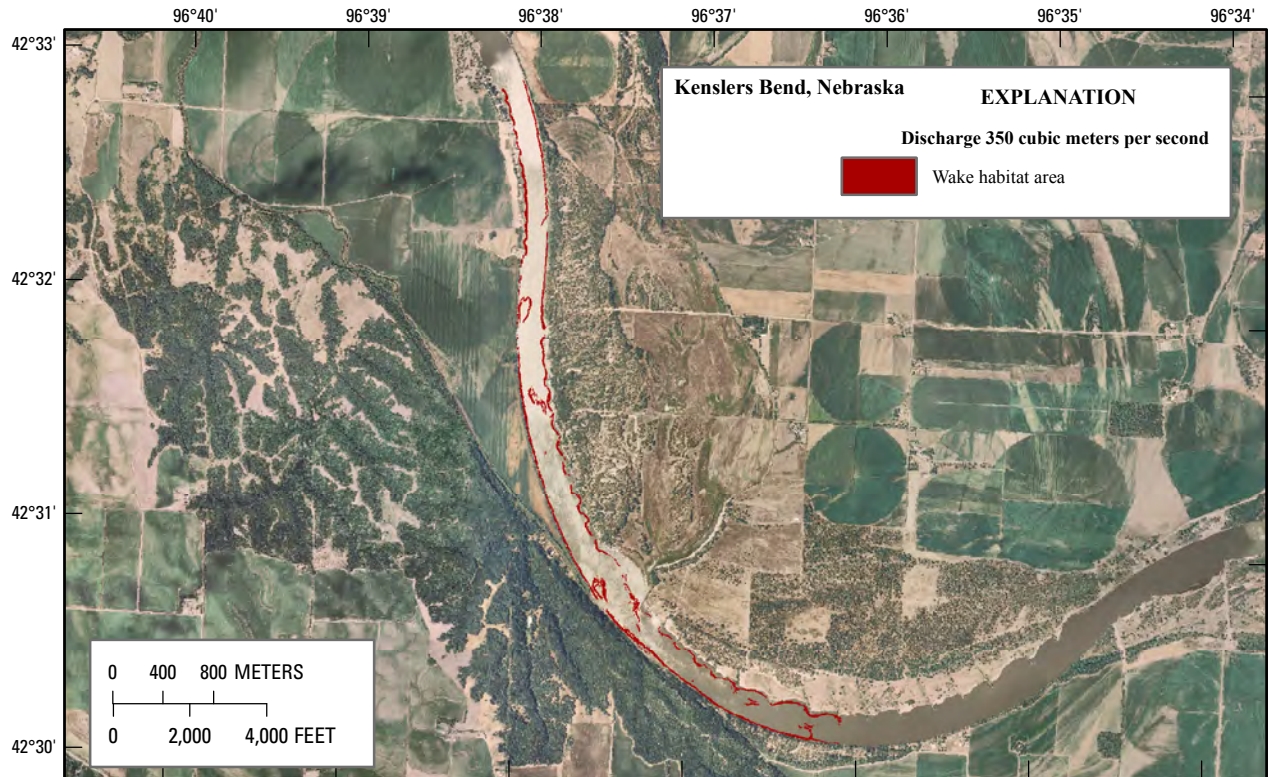 96°40' 96°39' 96°38' 96°37' 96°36' 96°35' 96°34'
42°33'
Kenslers Bend, Nebraska
EXPLANATION
Discharge 350 cubic meters per second
Wake habitat area
42°32'
42°31'
0 400 800 METERS
0 2,000 4,000 FEET
42°30'